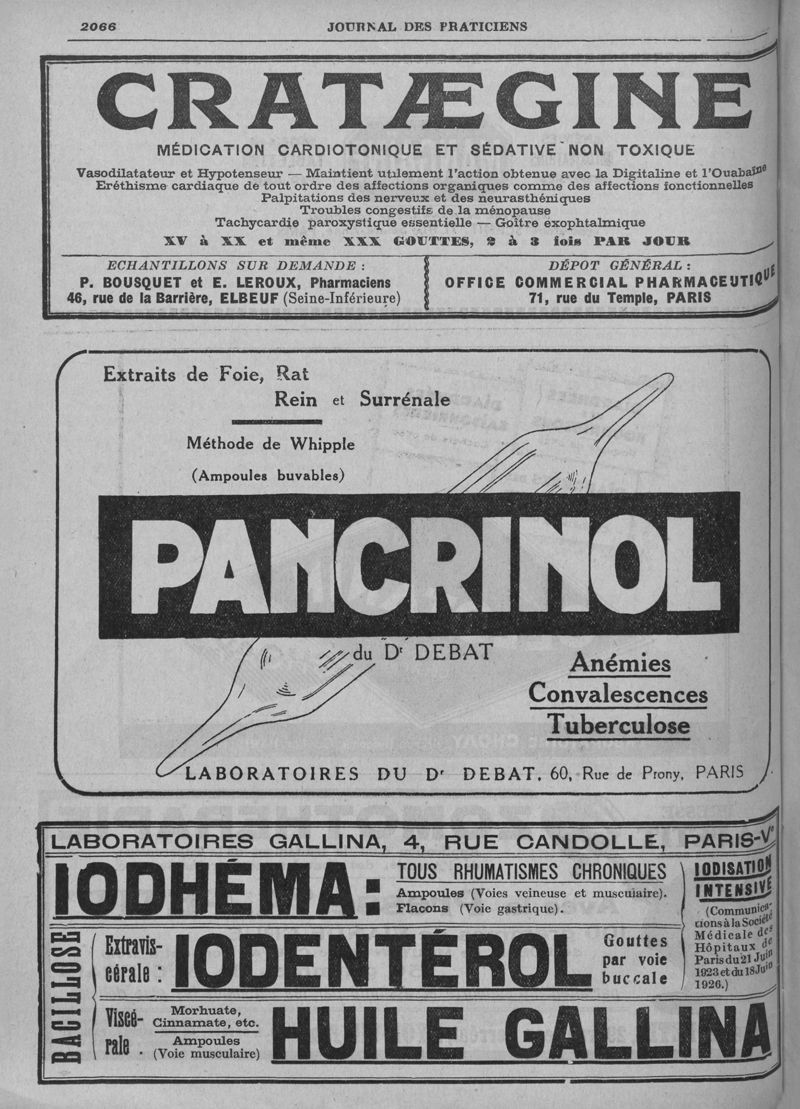 2066
JOURNAL DES PRATICIENS
CRATÆGINE
MÉDICATION CARDIOTONIQUE ET SÉDATIVE NON TOXIQUE
Vasodilatateur et Hypotenseur — Maintient utilement l'action obtenue avec la Digitaline et l'Ouabaïne
Eréthisme cardiaque de tout ordre des affections organiques comme des affections fonctionnelles
Palpitations des nerveux et des neurasthéniques
Troubles congestifs de la ménopause
Tachycardie paroxystique essentielle — Goître exophtalmique
XV à XX et même XXX GOUTTES, 2 à 3 fois PAR JOUR
ECHANTILLONS SUR DEMANDE :
P. BOUSQUET et E. LEROUX, Pharmaciens
46, rue de la Barrière, ELBEUF (Seine-Inférieure)
DÉPOT GÉNÉRAL :
OFFICE COMMERCIAL PHARMACEUTIQUE
71, rue du Temple, PARIS
Extraits de Foie, Rat
Rein et Surrénale
Méthode de Whipple
(Ampoules buvables)
PANCRINOL
du Dr DEBAT
Anémies
Convalescences
Tuberculose
LABORATOIRES DU Dr DEBAT. 60, Rue de Prony, PARIS
LABORATOIRES GALLINA, 4, RUE CANDOLLE, PARIS-Ve
IODHÉMA :
TOUS RHUMATISMES CHRONIQUES
Ampoules (Voies veineuse et musculaire).
Flacons (Voie gastrique).
IODISATION
INTENSIVE
(Communica-
tions à la Société
Médicale des
Hôpitaux de
Paris du 21 Juin
1923 et du 18 Juin
1926.)
BACILLOSE
Extravis-
cérale :
IODENTÉROL
Gouttes
par voie
buccale
Viscé-
rale .
Morhuate,
Cinnamate, etc.
Ampoules
(Voie musculaire)
HUILE GALLINA